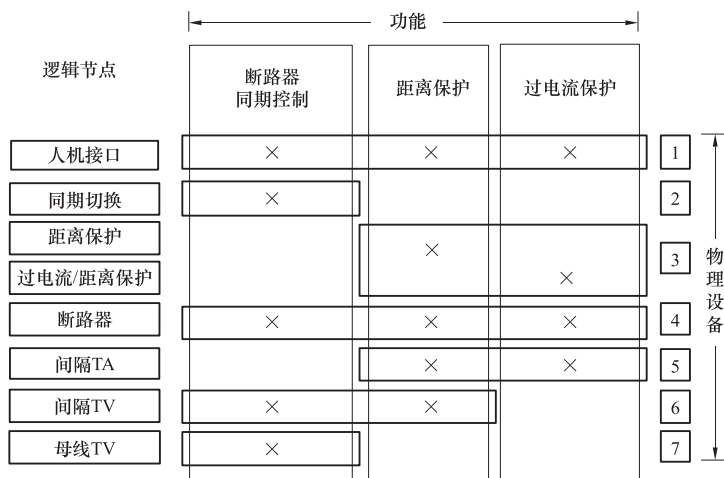 功能
逻辑节点
断路器
同期控制
距离保护
过电流保护
人机接口 × × × 1
同期切换 × 2
距离保护 ×
3
过电流/距离保护 ×
断路器 × × × 4
间隔TA × × 5
间隔TV × × 6
母线TV × 7
物理设备